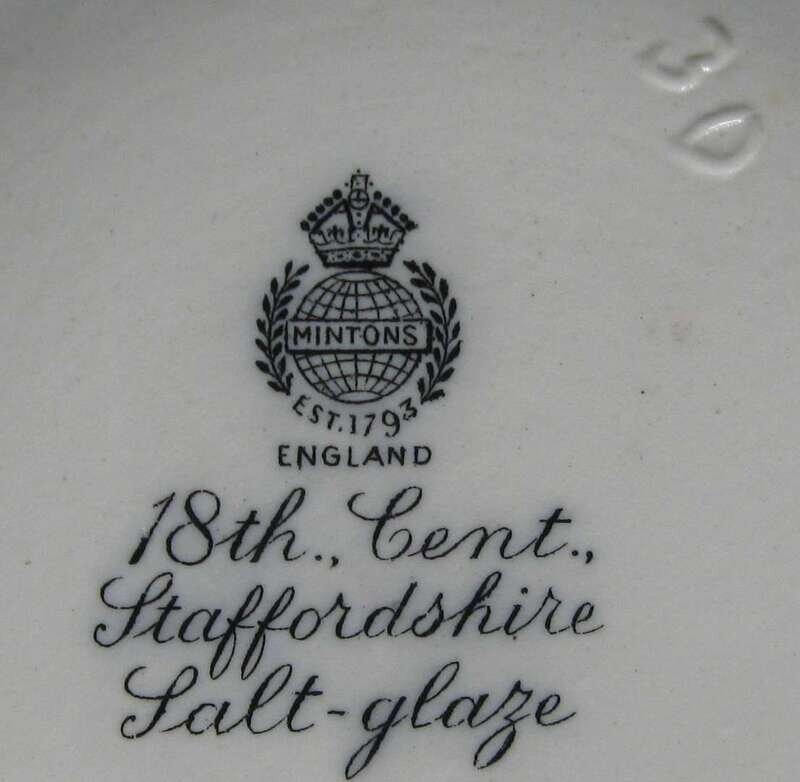 30
MINTONS
EST. 1793
ENGLAND
18th., Cent.,
Staffordshire
Salt-glaze